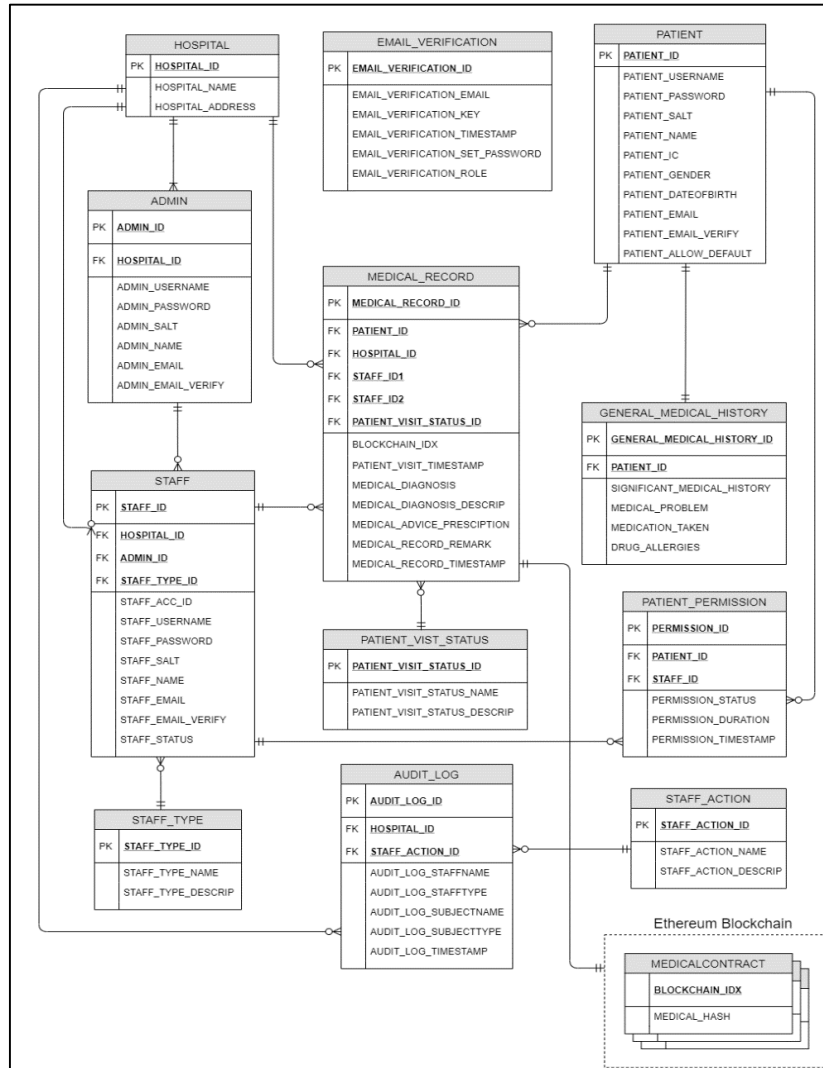 HOSPITAL
PK HOSPITAL_ID
HOSPITAL_NAME
HOSPITAL_ADDRESS
EMAIL_VERIFICATION
PK EMAIL_VERIFICATION_ID
EMAIL_VERIFICATION_EMAIL
EMAIL_VERIFICATION_KEY
EMAIL_VERIFICATION_TIMESTAMP
EMAIL_VERIFICATION_SET_PASSWORD
EMAIL_VERIFICATION_ROLE
PATIENT
PK PATIENT_ID
PATIENT_USERNAME
PATIENT_PASSWORD
PATIENT_SALT
PATIENT_NAME
PATIENT_IC
PATIENT_GENDER
PATIENT_DATEOFBIRTH
PATIENT_EMAIL
PATIENT_EMAIL_VERIFY
PATIENT_ALLOW_DEFAULT
ADMIN
PK ADMIN_ID
FK HOSPITAL_ID
ADMIN_USERNAME
ADMIN_PASSWORD
ADMIN_SALT
ADMIN_NAME
ADMIN_EMAIL
ADMIN_EMAIL_VERIFY
MEDICAL_RECORD
PK MEDICAL_RECORD_ID
FK PATIENT_ID
FK HOSPITAL_ID
FK STAFF_ID1
FK STAFF_ID2
FK PATIENT_VISIT_STATUS_ID
BLOCKCHAIN_IDX
PATIENT_VISIT_TIMESTAMP
MEDICAL_DIAGNOSIS
MEDICAL_DIAGNOSIS_DESCRIP
MEDICAL_ADVICE_PRESCIPTION
MEDICAL_RECORD_REMARK
MEDICAL_RECORD_TIMESTAMP
GENERAL_MEDICAL_HISTORY
PK GENERAL_MEDICAL_HISTORY_ID
FK PATIENT_ID
SIGNIFICANT_MEDICAL_HISTORY
MEDICAL_PROBLEM
MEDICATION_TAKEN
DRUG_ALLERGIES
STAFF
PK STAFF_ID
FK HOSPITAL_ID
FK ADMIN_ID
FK STAFF_TYPE_ID
STAFF_ACC_ID
STAFF_USERNAME
STAFF_PASSWORD
STAFF_SALT
STAFF_NAME
STAFF_EMAIL
STAFF_EMAIL_VERIFY
STAFF_STATUS
PATIENT_VIST_STATUS
PK PATIENT_VISIT_STATUS_ID
PATIENT_VISIT_STATUS_NAME
PATIENT_VISIT_STATUS_DESCRIP
PATIENT_PERMISSION
PK PERMISSION_ID
FK PATIENT_ID
FK STAFF_ID
PERMISSION_STATUS
PERMISSION_DURATION
PERMISSION_TIMESTAMP
STAFF_TYPE
PK STAFF_TYPE_ID
STAFF_TYPE_NAME
STAFF_TYPE_DESCRIP
AUDIT_LOG
PK AUDIT_LOG_ID
FK HOSPITAL_ID
FK STAFF_ACTION_ID
AUDIT_LOG_STAFFNAME
AUDIT_LOG_STAFFTYPE
AUDIT_LOG_SUBJECTNAME
AUDIT_LOG_SUBJECTTYPE
AUDIT_LOG_TIMESTAMP
STAFF_ACTION
PK STAFF_ACTION_ID
STAFF_ACTION_NAME
STAFF_ACTION_DESCRIP
Ethereum Blockchain
MEDICALCONTRACT
BLOCKCHAIN_IDX
MEDICAL_HASH